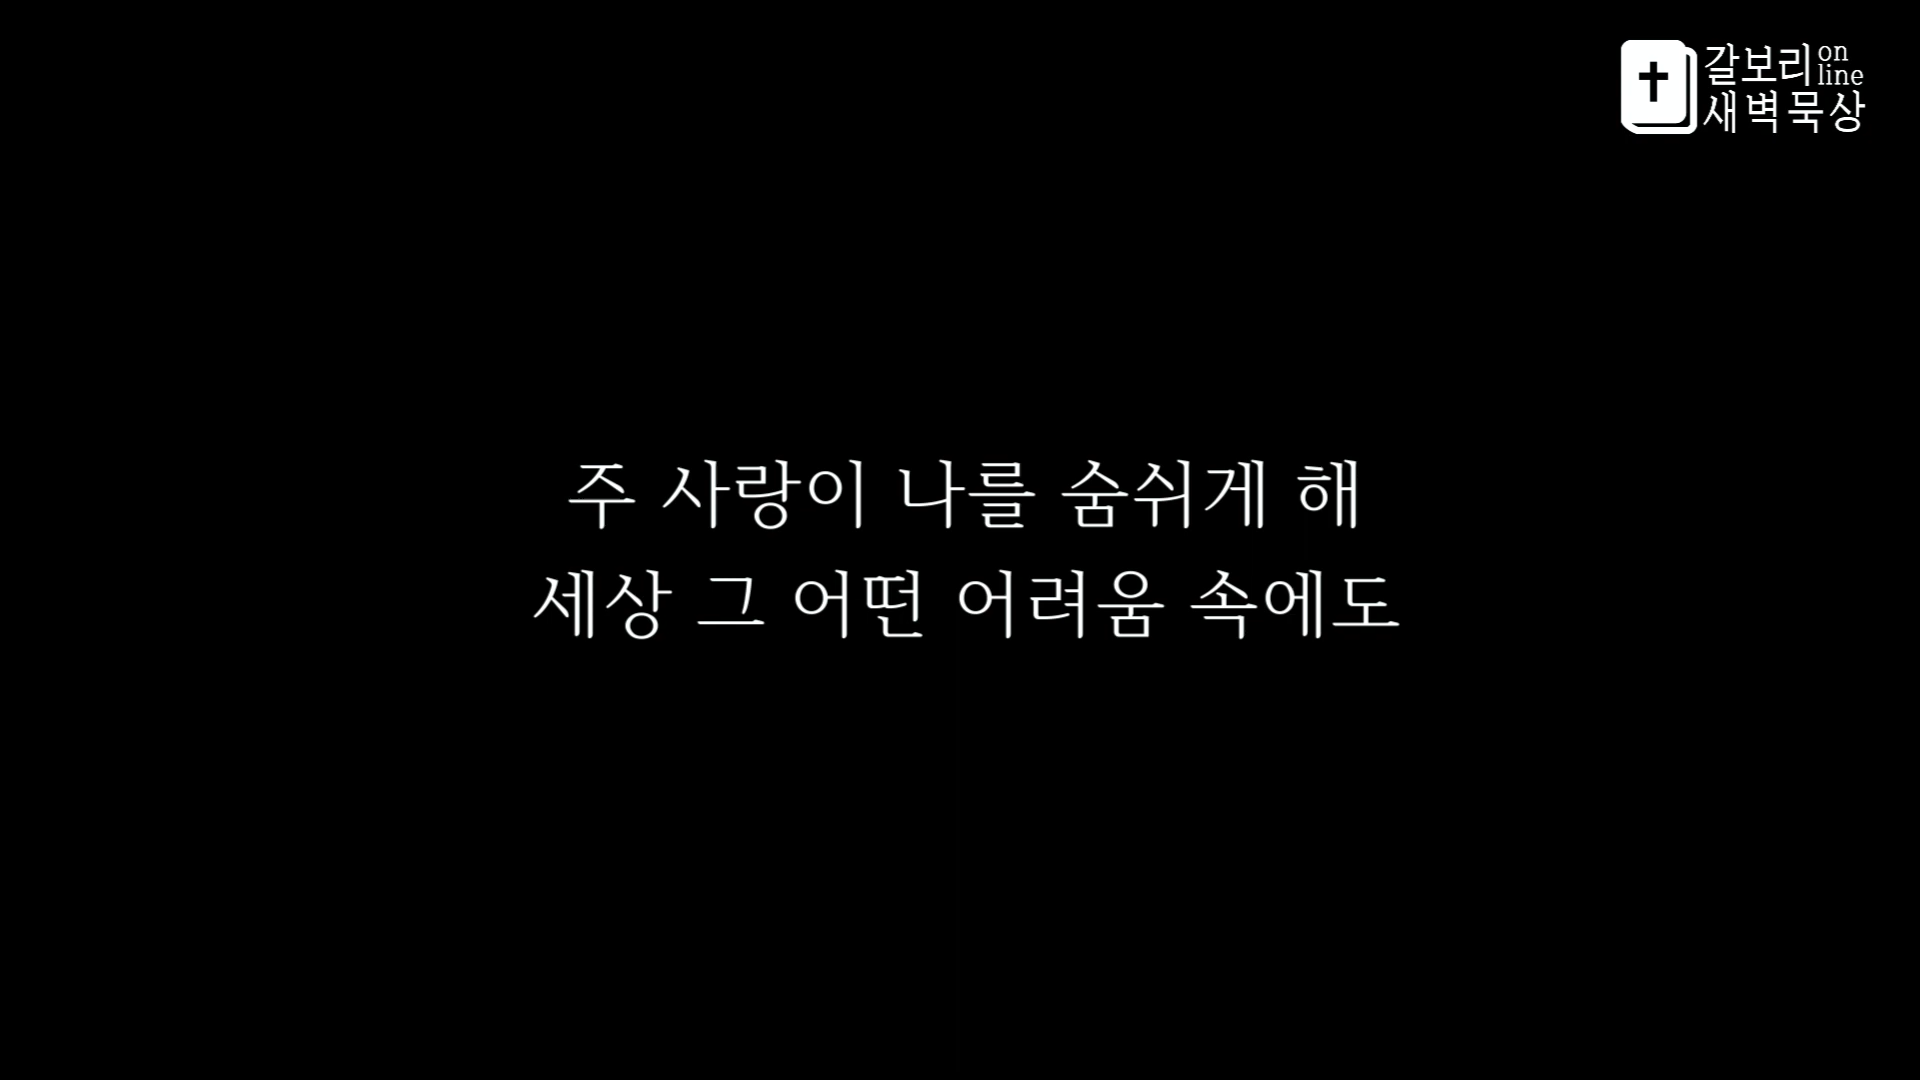 갈보리 on line
새벽묵상
주 사랑이 나를 숨쉬게 해
세상 그 어떤 어려움 속에도